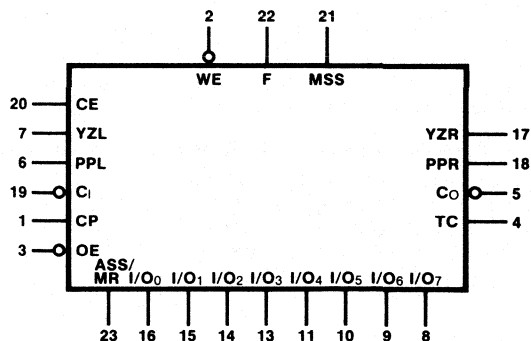 2 22 21
WE F MSS
20 CE
7 YZL YZR 17
6 PPL PPR 18
19 CI CO 5
1 CP TC 4
3 OE
ASS/
MR I/O0 I/O1 I/O2 I/O3 I/O4 I/O5 I/O6 I/O7
23 16 15 14 13 11 10 9 8